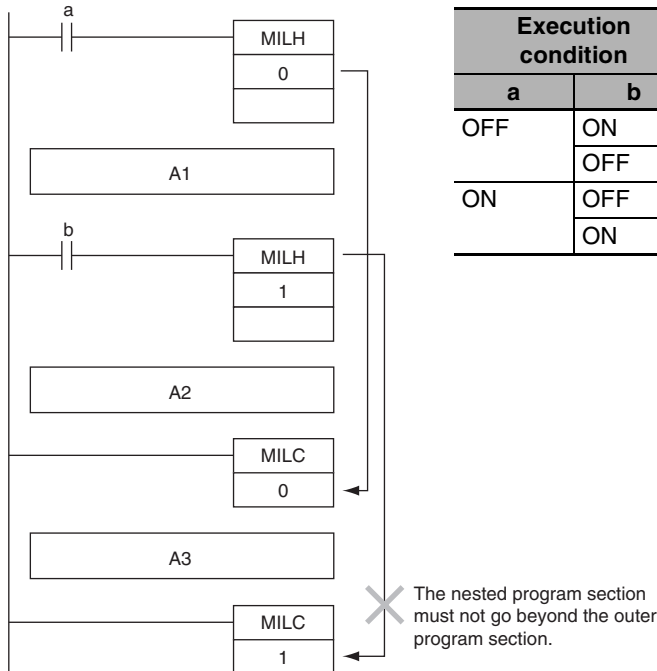 a
MILH
0
A1
b
MILH
1
A2
MILC
0
A3
MILC
1
The nested program section
must not go beyond the outer
program section.
Execution
condition
a b
OFF ON
OFF
ON OFF
ON